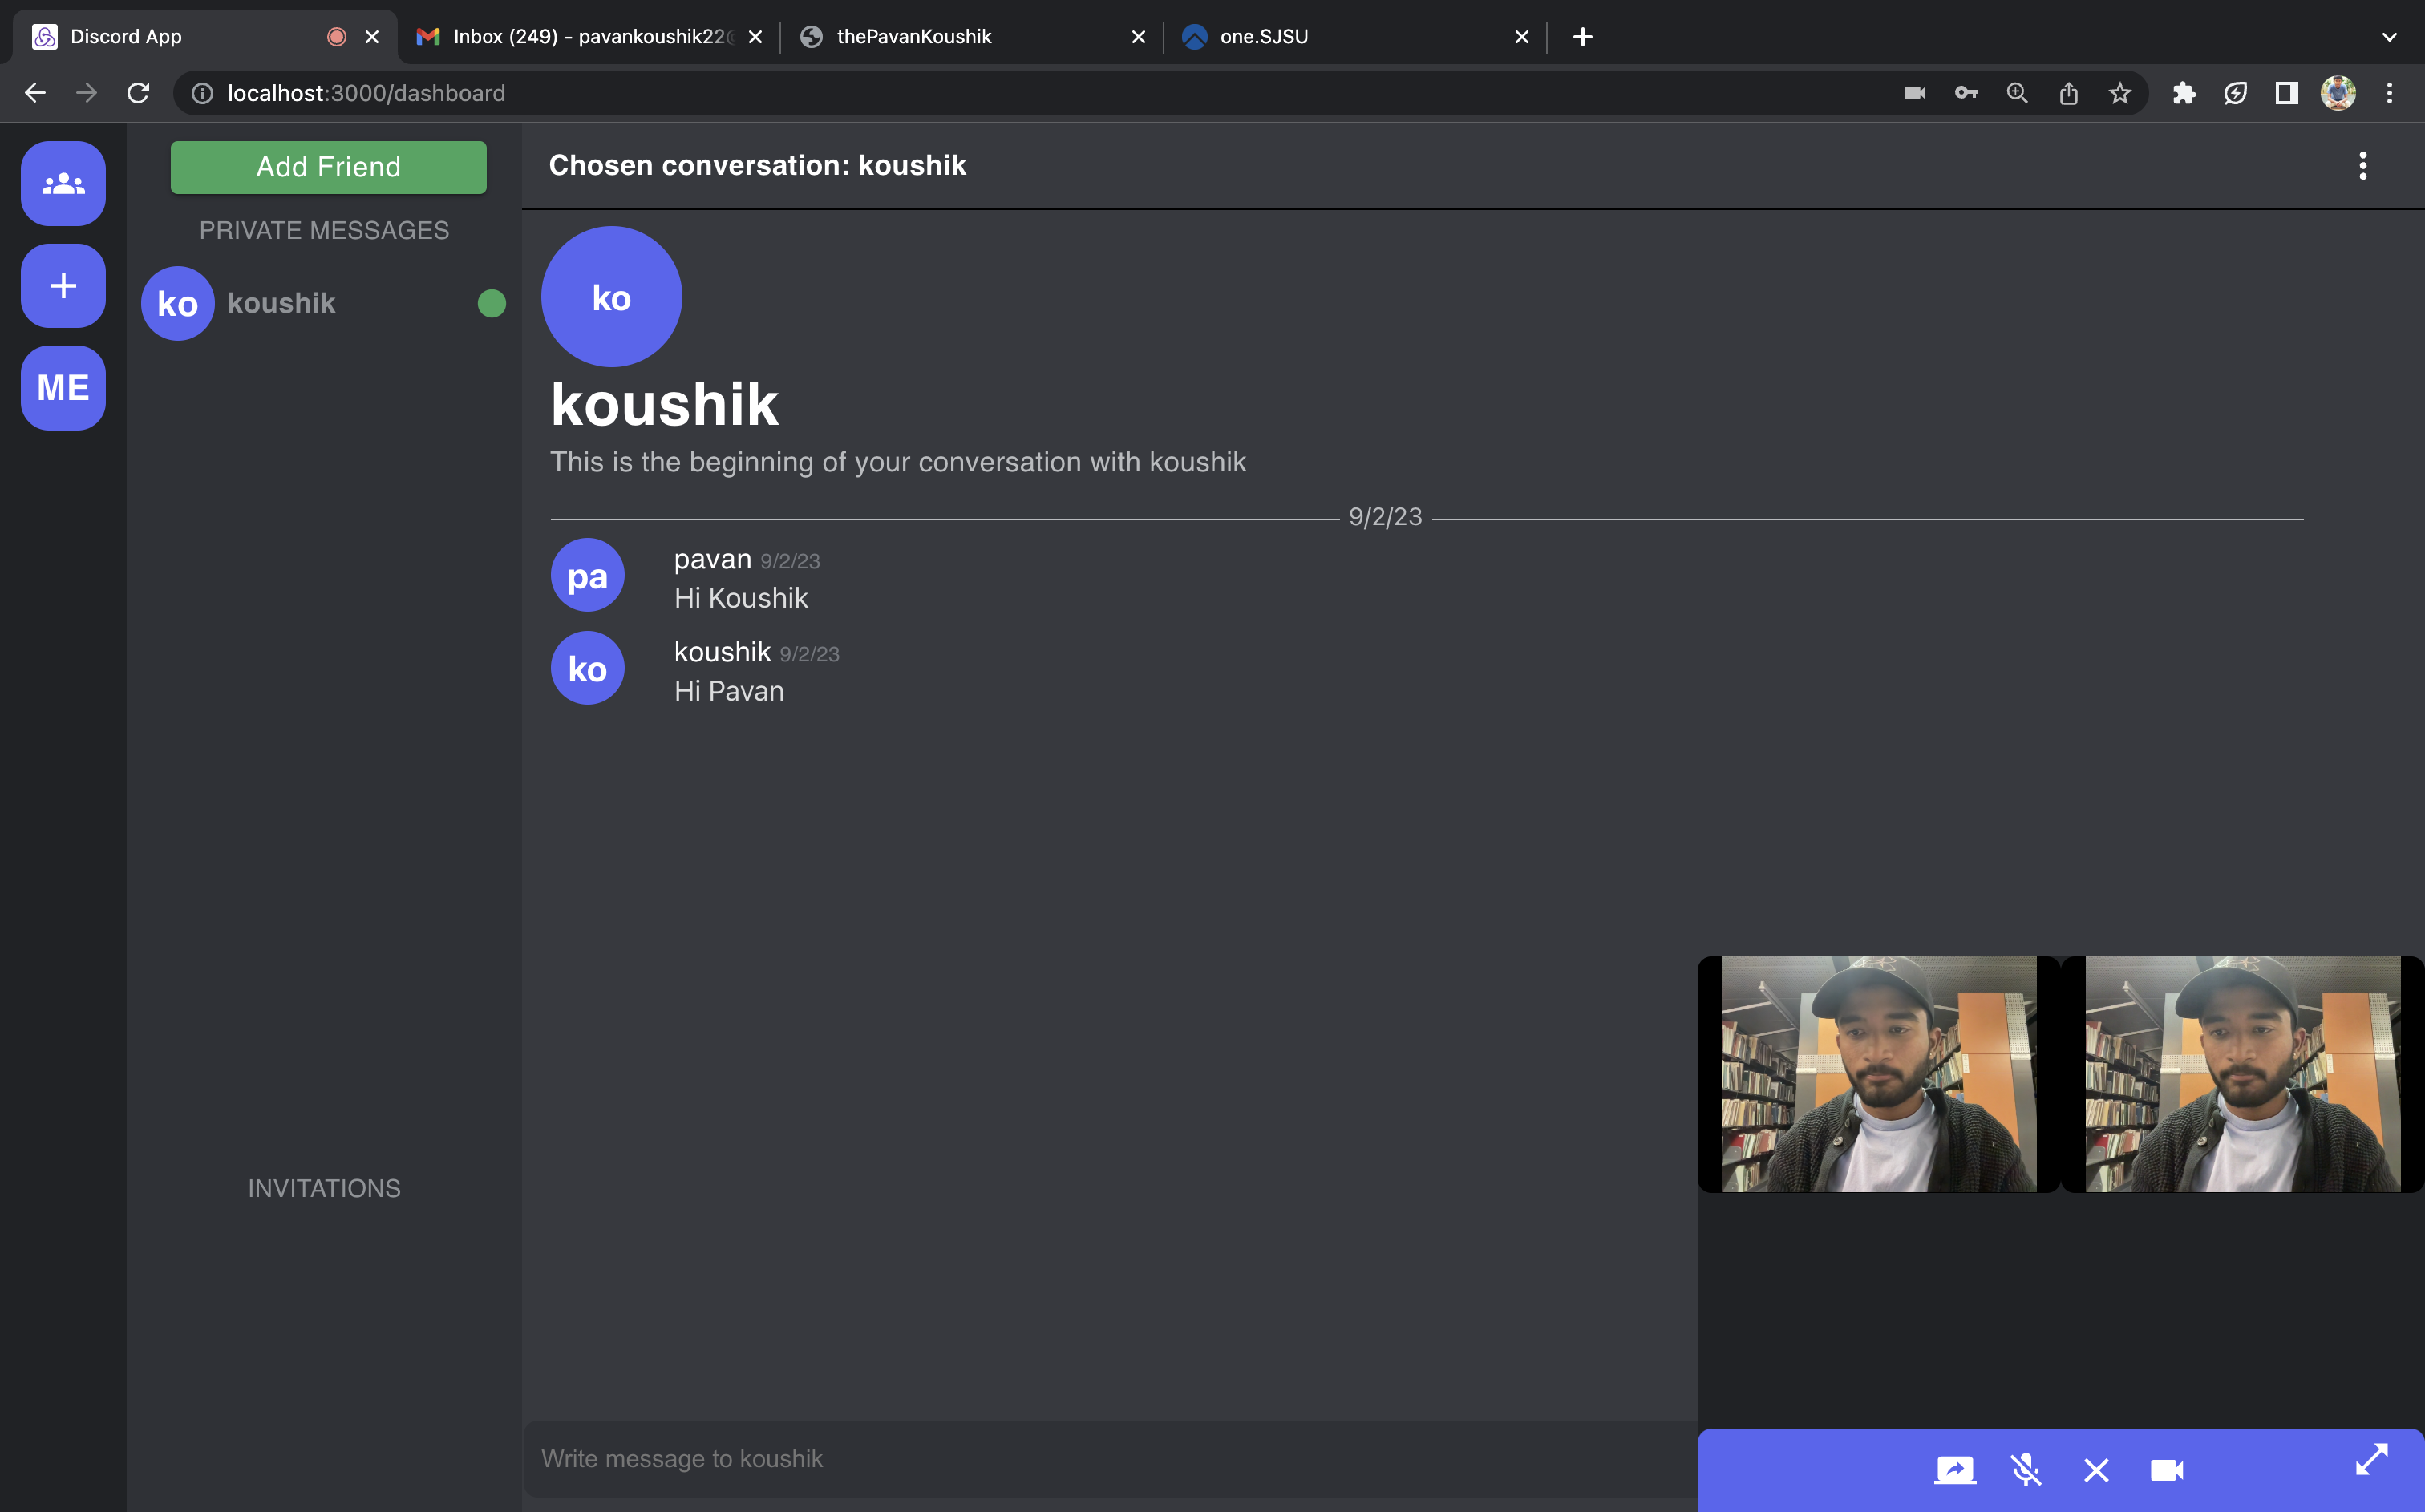 Discord App
Inbox (249) - pavankoushik22
thePavanKoushik
one.SJSU
localhost:3000/dashboard
Add Friend
PRIVATE MESSAGES
ko koushik
ME
INVITATIONS
Chosen conversation: koushik
ko
koushik
This is the beginning of your conversation with koushik
9/2/23
pa
pavan 9/2/23
Hi Koushik
ko
koushik 9/2/23
Hi Pavan
Write message to koushik